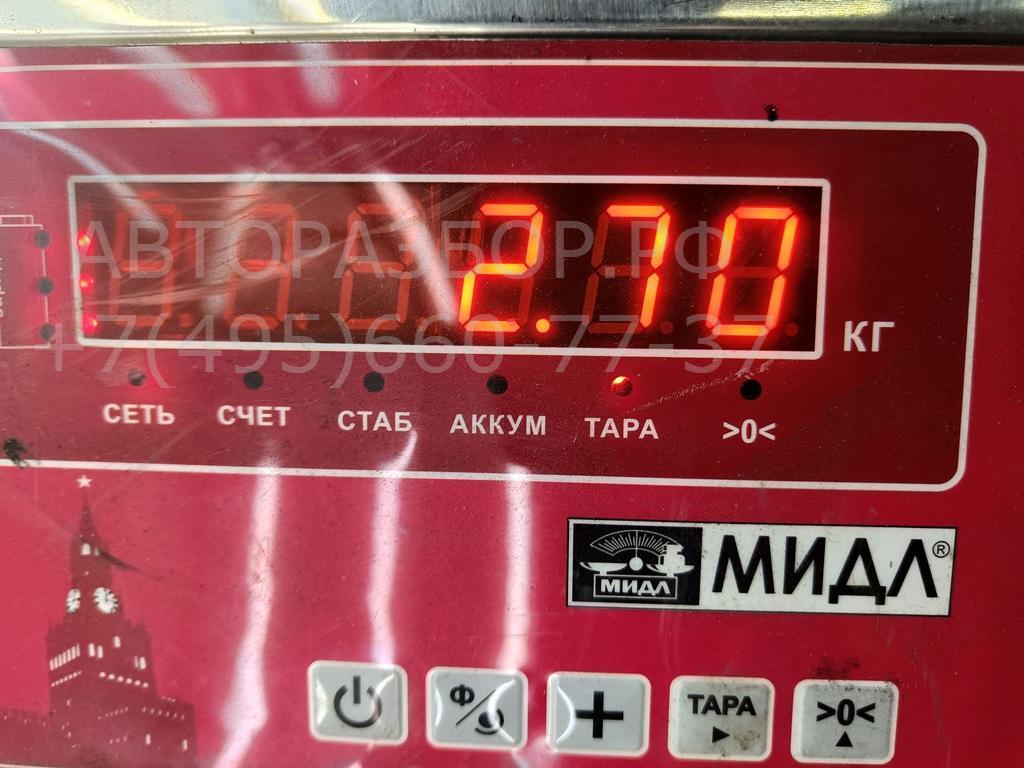 2.70
АВТОРАЗБОР.РФ
+7(495)660-77-37
КГ
СЕТЬ СЧЕТ СТАБ АККУМ ТАРА >0<
МИДЛ МИДЛ®
Ф ТАРА >0<